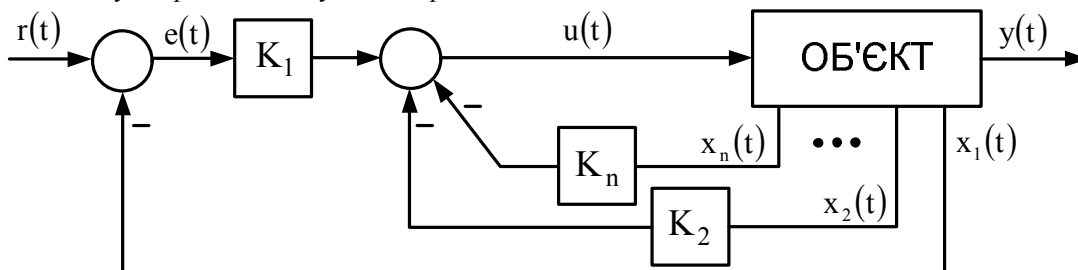 r(t)
e(t)
K₁
u(t)
ОБ'ЄКТ
y(t)
–
–
–
Kₙ
xₙ(t)
•••
x₁(t)
K₂
x₂(t)